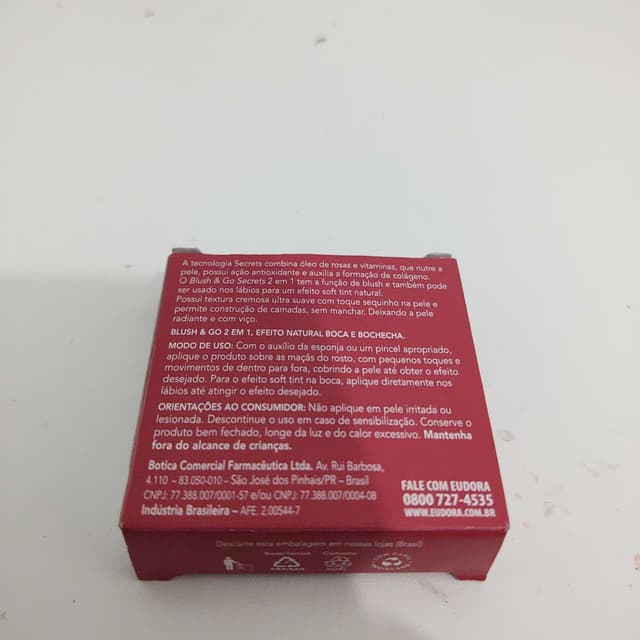 A tecnologia Secrets combina óleo de rosas e vitaminas, que nutre a
pele, possui ação antioxidante e auxilia a formação de colágeno.
O Blush & Go Secrets 2 em 1 tem a função de blush e também pode
ser usado nos lábios para um efeito soft tint natural.
Possui textura cremosa ultra suave com toque sequinho na pele e
permite construção de camadas, sem manchar. Deixando a pele
radiante e com viço.
BLUSH & GO 2 EM 1, EFEITO NATURAL BOCA E BOCHECHA.
MODO DE USO: Com o auxílio da esponja ou um pincel apropriado,
aplique o produto sobre as maçãs do rosto, com pequenos toques e
movimentos de dentro para fora, cobrindo a pele até obter o efeito
desejado. Para o efeito soft tint na boca, aplique diretamente nos
lábios até atingir o efeito desejado.
ORIENTAÇÕES AO CONSUMIDOR: Não aplique em pele irritada ou
lesionada. Descontinue o uso em caso de sensibilização. Conserve o
produto bem fechado, longe da luz e do calor excessivo. Mantenha
fora do alcance de crianças.
Botica Comercial Farmacêutica Ltda. Av. Rui Barbosa,
4.110 – 83.050-010 – São José dos Pinhais/PR – Brasil
CNPJ: 77.388.007/0001-57 e/ou CNPJ: 77.388.007/0004-08
Indústria Brasileira – AFE. 2.00544-7
FALE COM EUDORA
0800 727-4535
WWW.EUDORA.COM.BR
Descarte esta embalagem em nossas lojas (Brasil)
Cartucho